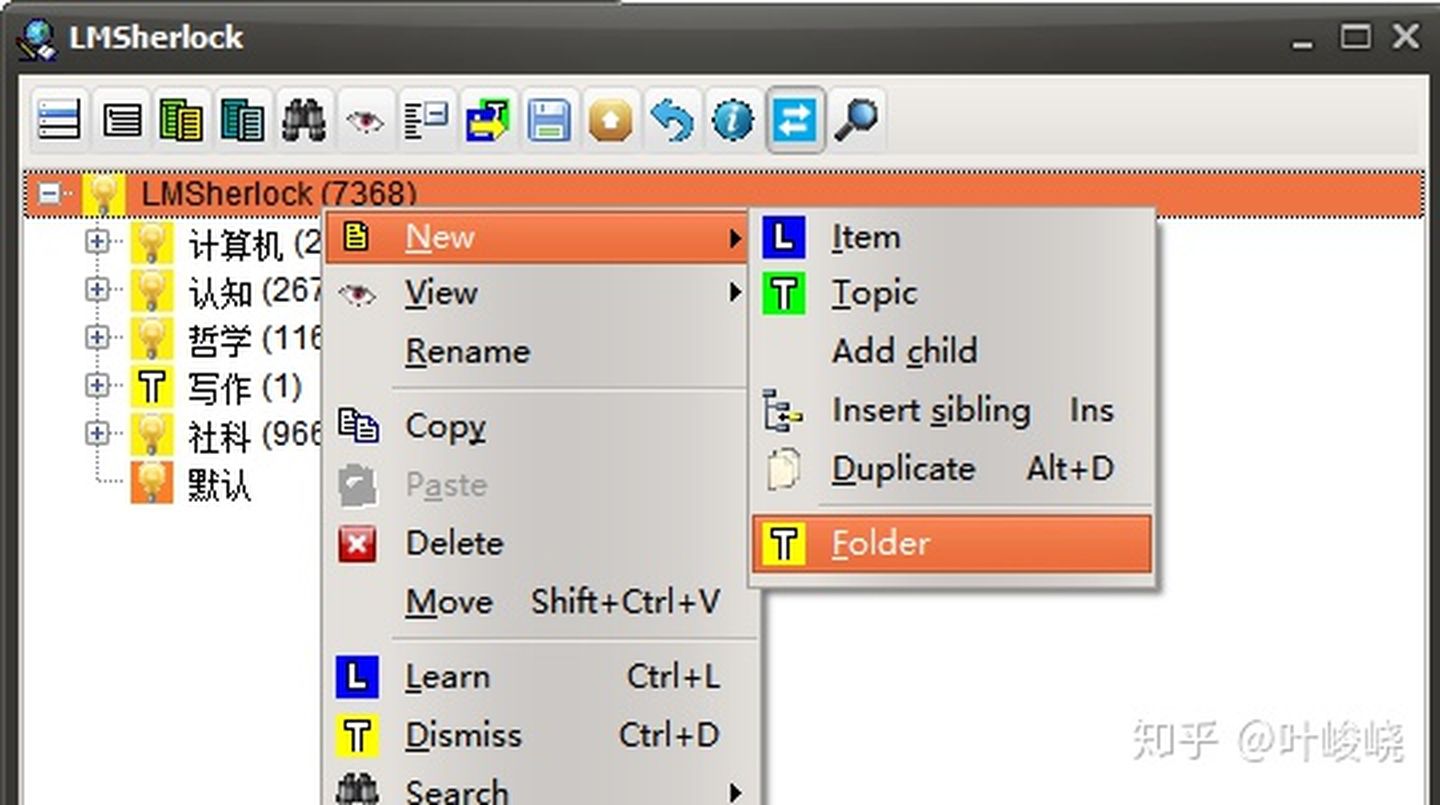 LMSherlock
LMSherlock (7368)
计算机 (2
认知 (267
哲学 (116
写作 (1)
社科 (966
默认
New
View
Rename
Copy
Paste
Delete
Move Shift+Ctrl+V
Learn Ctrl+L
Dismiss Ctrl+D
Search
L Item
T Topic
Add child
Insert sibling Ins
Duplicate Alt+D
T Folder
知乎 @叶峻峣